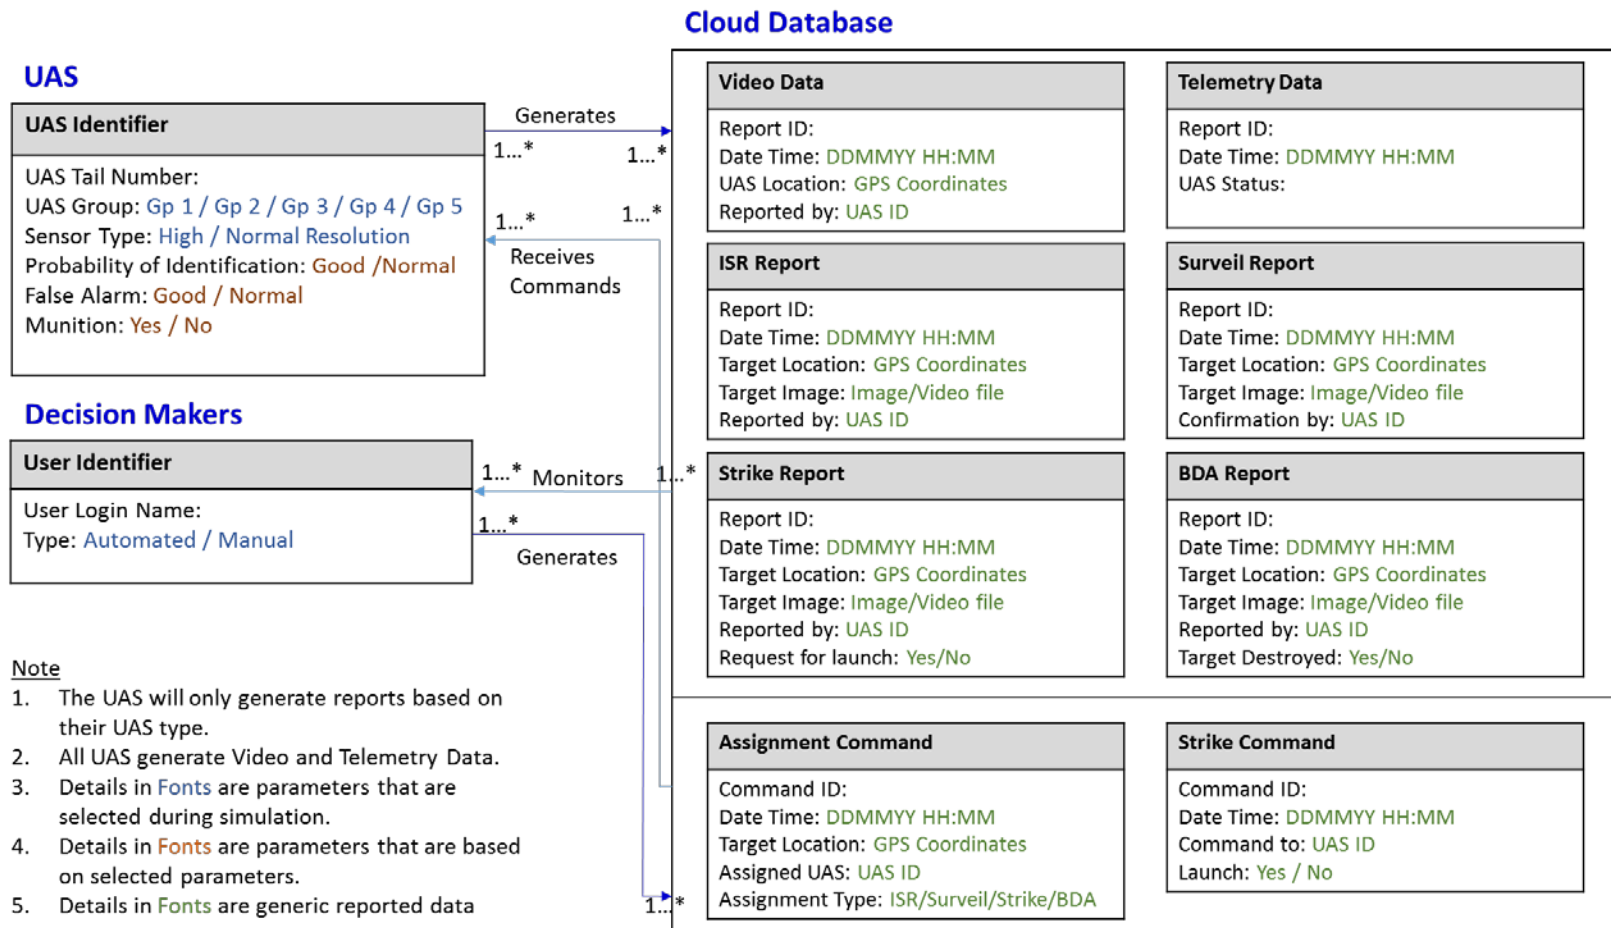 Cloud Database
UAS
UAS Identifier
UAS Tail Number:
UAS Group: Gp 1 / Gp 2 / Gp 3 / Gp 4 / Gp 5
Sensor Type: High / Normal Resolution
Probability of Identification: Good /Normal
False Alarm: Good / Normal
Munition: Yes / No
Generates
1...*
1...*
1...*
1...*
Receives
Commands
Decision Makers
User Identifier
User Login Name:
Type: Automated / Manual
1...*
Monitors
1...*
1...*
Generates
1...*
Note
1. The UAS will only generate reports based on
their UAS type.
2. All UAS generate Video and Telemetry Data.
3. Details in Fonts are parameters that are
selected during simulation.
4. Details in Fonts are parameters that are based
on selected parameters.
5. Details in Fonts are generic reported data
Video Data
Report ID:
Date Time: DDMMYY HH:MM
UAS Location: GPS Coordinates
Reported by: UAS ID
Telemetry Data
Report ID:
Date Time: DDMMYY HH:MM
UAS Status:
ISR Report
Report ID:
Date Time: DDMMYY HH:MM
Target Location: GPS Coordinates
Target Image: Image/Video file
Reported by: UAS ID
Surveil Report
Report ID:
Date Time: DDMMYY HH:MM
Target Location: GPS Coordinates
Target Image: Image/Video file
Confirmation by: UAS ID
Strike Report
Report ID:
Date Time: DDMMYY HH:MM
Target Location: GPS Coordinates
Target Image: Image/Video file
Reported by: UAS ID
Request for launch: Yes/No
BDA Report
Report ID:
Date Time: DDMMYY HH:MM
Target Location: GPS Coordinates
Target Image: Image/Video file
Reported by: UAS ID
Target Destroyed: Yes/No
Assignment Command
Command ID:
Date Time: DDMMYY HH:MM
Target Location: GPS Coordinates
Assigned UAS: UAS ID
Assignment Type: ISR/Surveil/Strike/BDA
Strike Command
Command ID:
Date Time: DDMMYY HH:MM
Command to: UAS ID
Launch: Yes / No